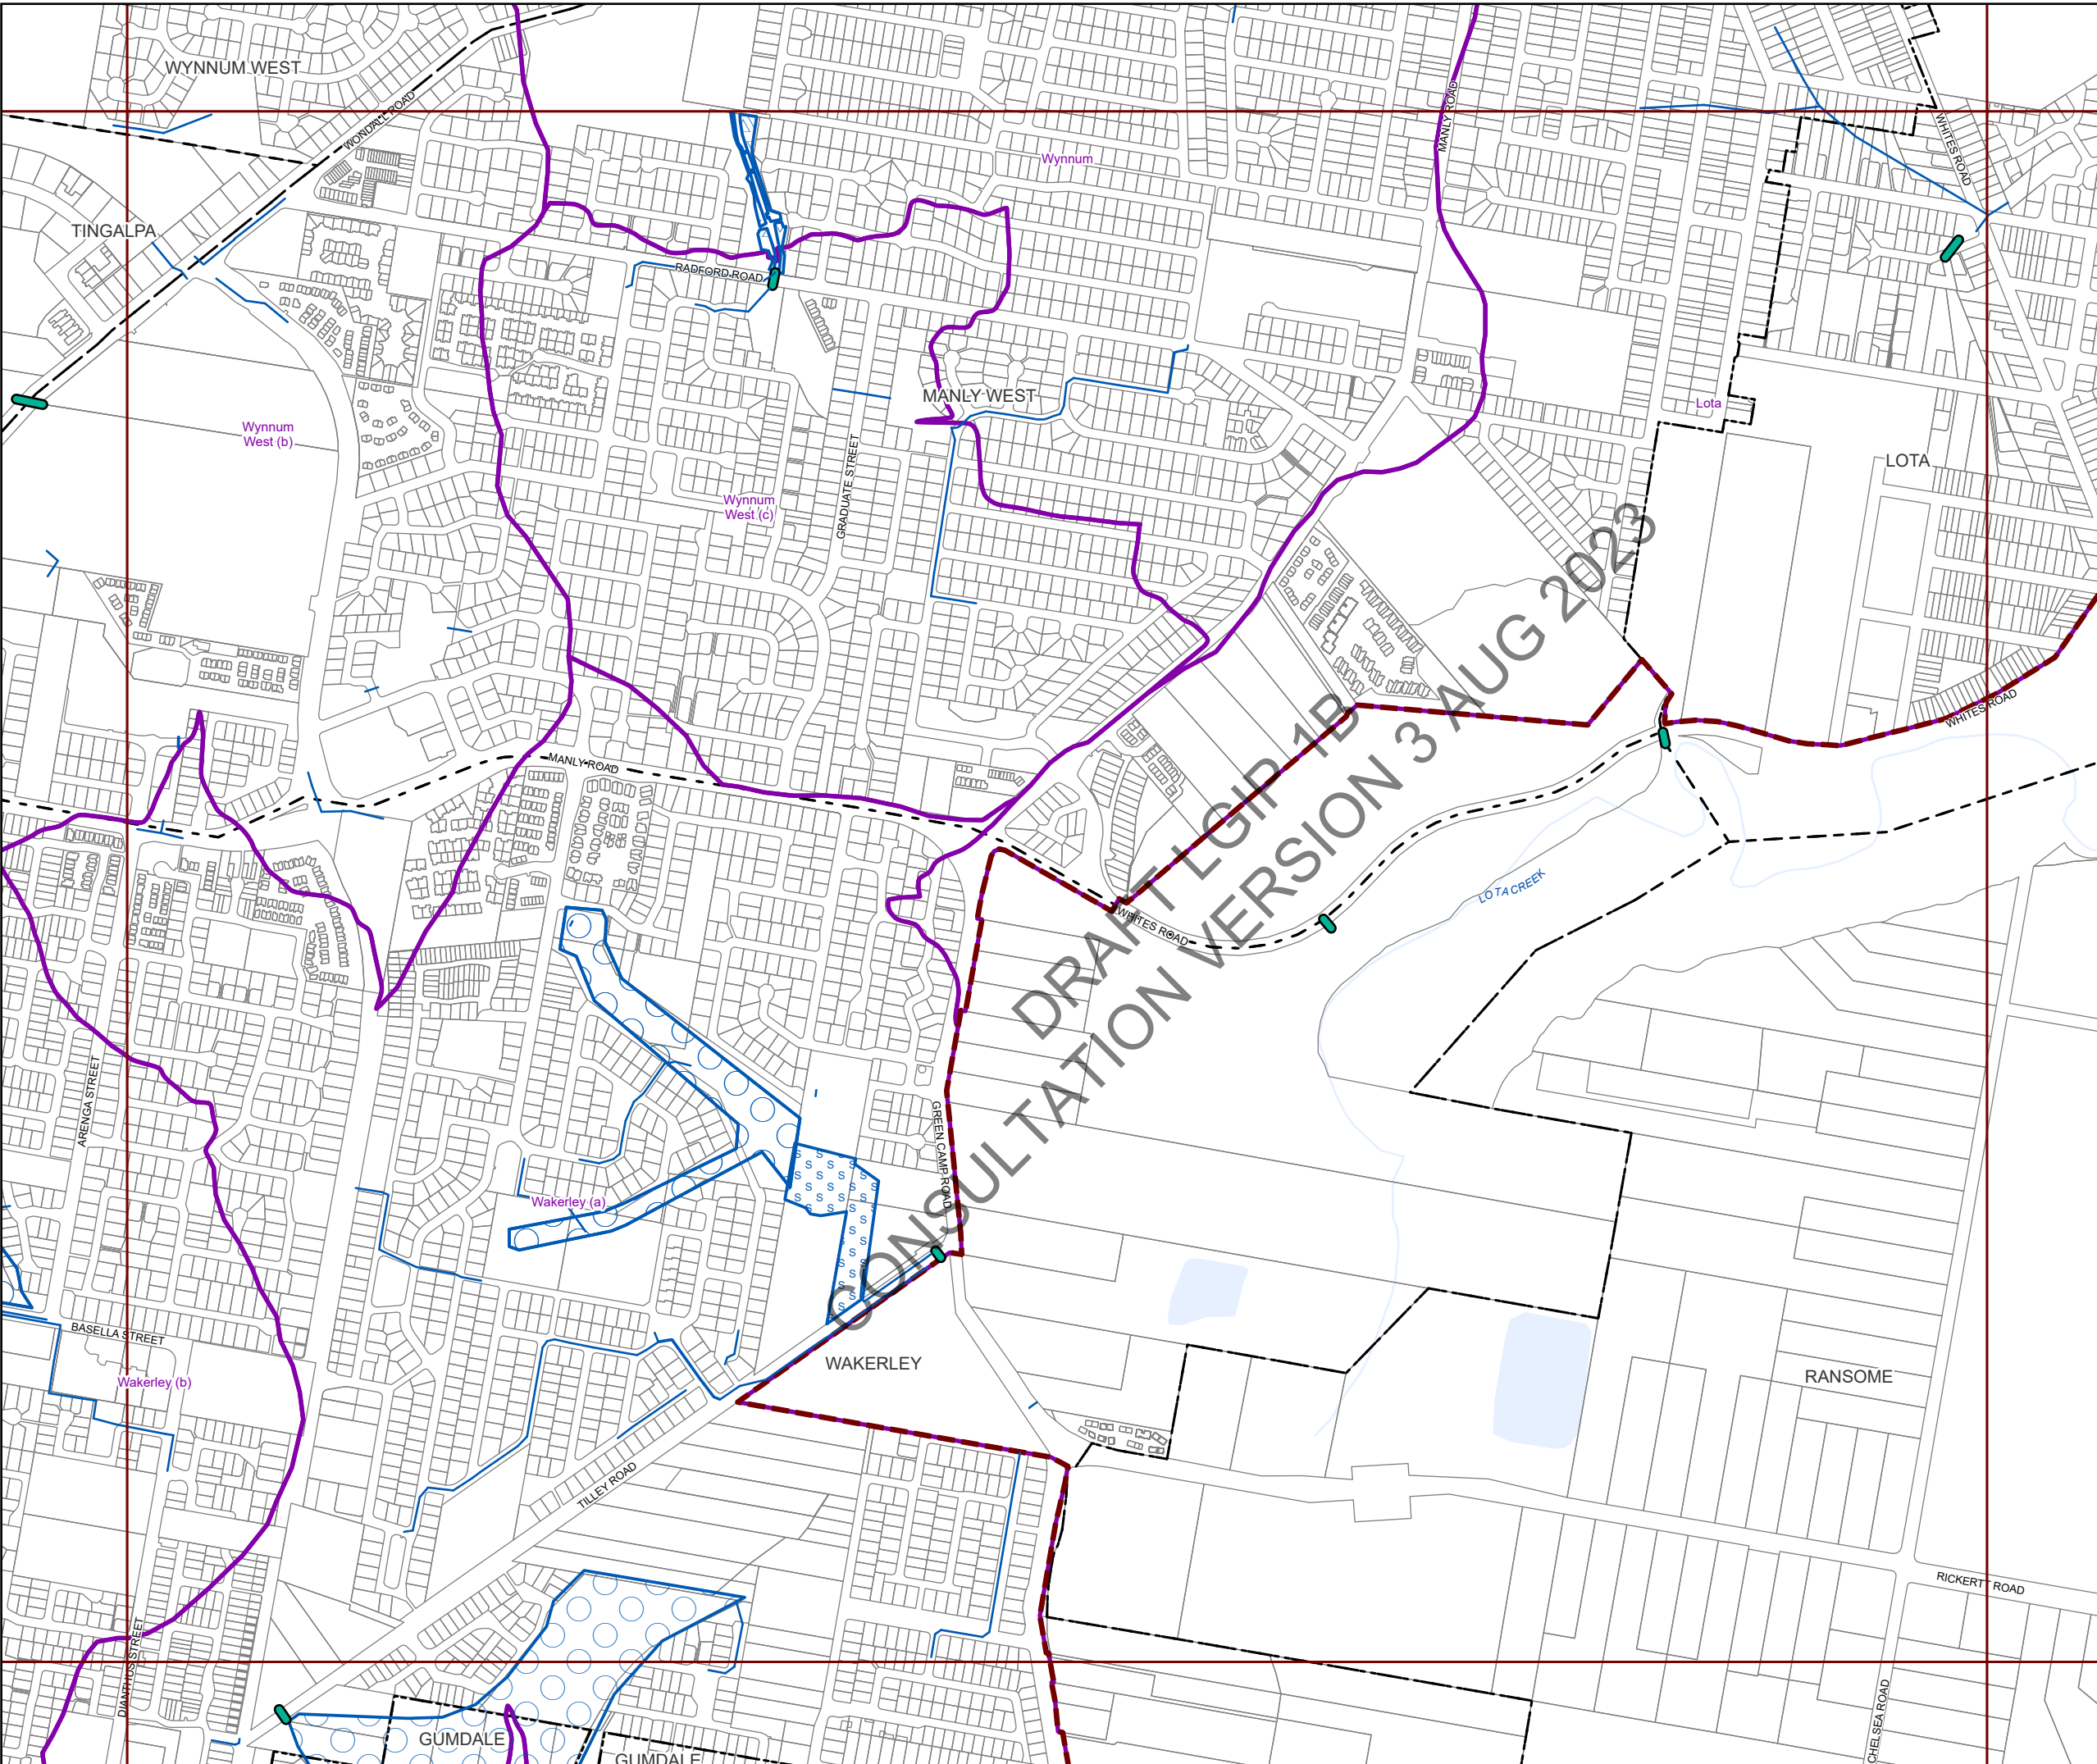 WYNNUM WEST
WONDALL ROAD
MANLY ROAD
WHITES ROAD
Wynnum
TINGALPA
RADFORD ROAD
MANLY WEST
Lota
Wynnum
West (b)
LOTA
GRADUATE STREET
Wynnum
West (c)
WHITES ROAD
MANLY ROAD
DRAFT LGIP 1B
CONSULTATION VERSION 3 AUG 2023
LOTA CREEK
WHITES ROAD
ARENGA STREET
GREEN CAMP ROAD
Wakerley (a)
BASELLA STREET
WAKERLEY
Wakerley (b)
RANSOME
TILLEY ROAD
RICKERTT ROAD
DIANTHUS STREET
CHELSEA ROAD
GUMDALE
GUMDALE